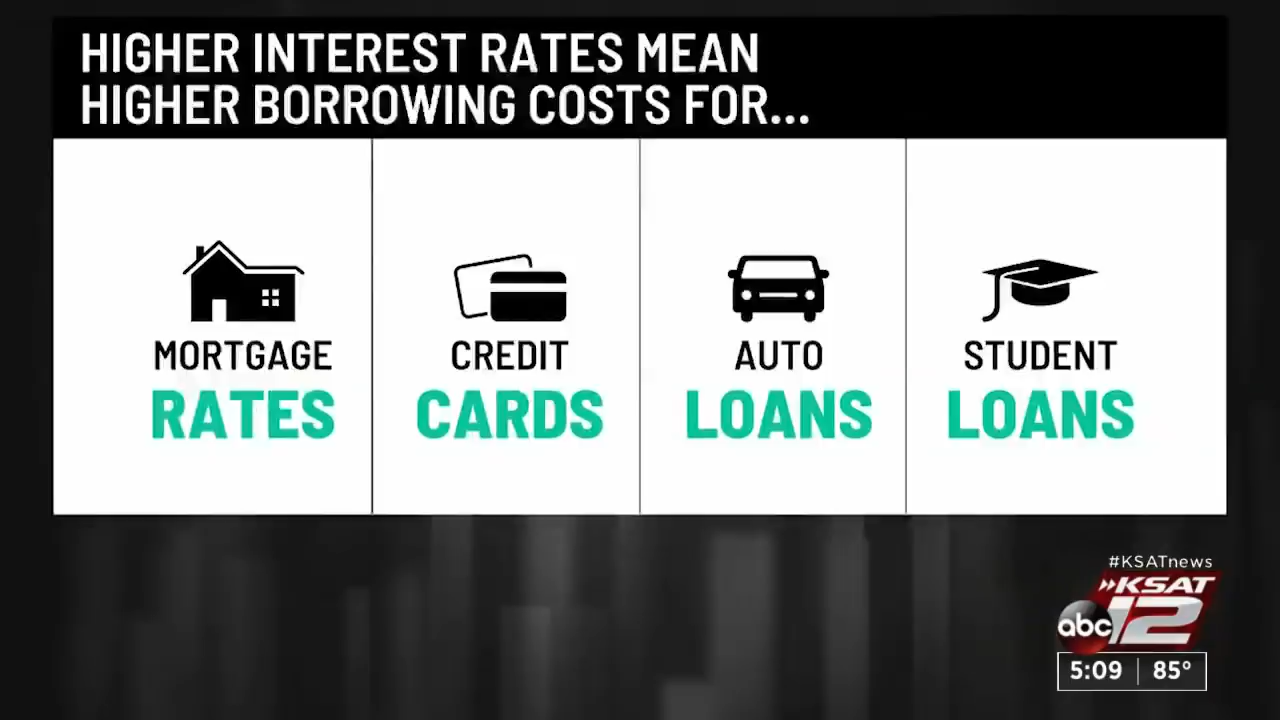 HIGHER INTEREST RATES MEAN
HIGHER BORROWING COSTS FOR...
MORTGAGE
RATES
CREDIT
CARDS
AUTO
LOANS
STUDENT
LOANS
#KSATnews
KSAT
abc 12
5:09 85°